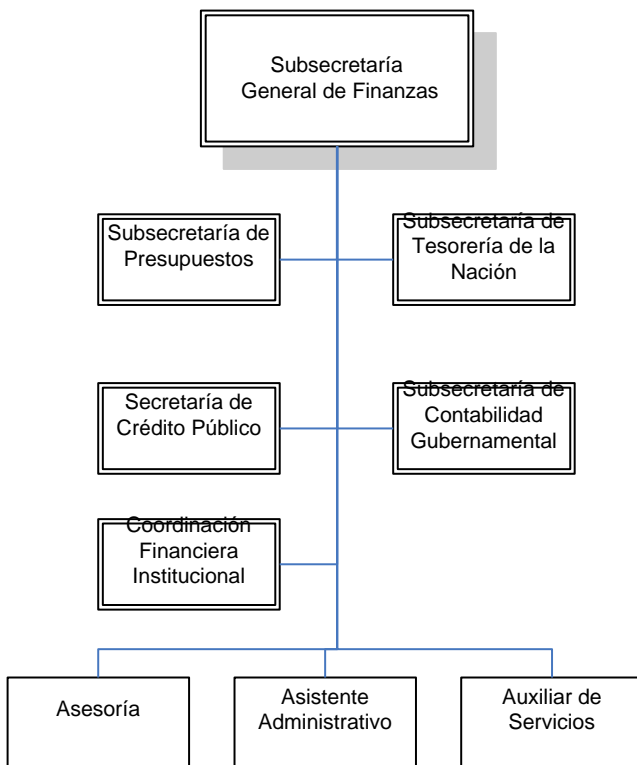 Subsecretaría
General de Finanzas
Subsecretaría de
Presupuestos
Subsecretaría de
Tesorería de la
Nación
Secretaría de
Crédito Público
Subsecretaría de
Contabilidad
Gubernamental
Coordinación
Financiera
Institucional
Asesoría
Asistente
Administrativo
Auxiliar de
Servicios